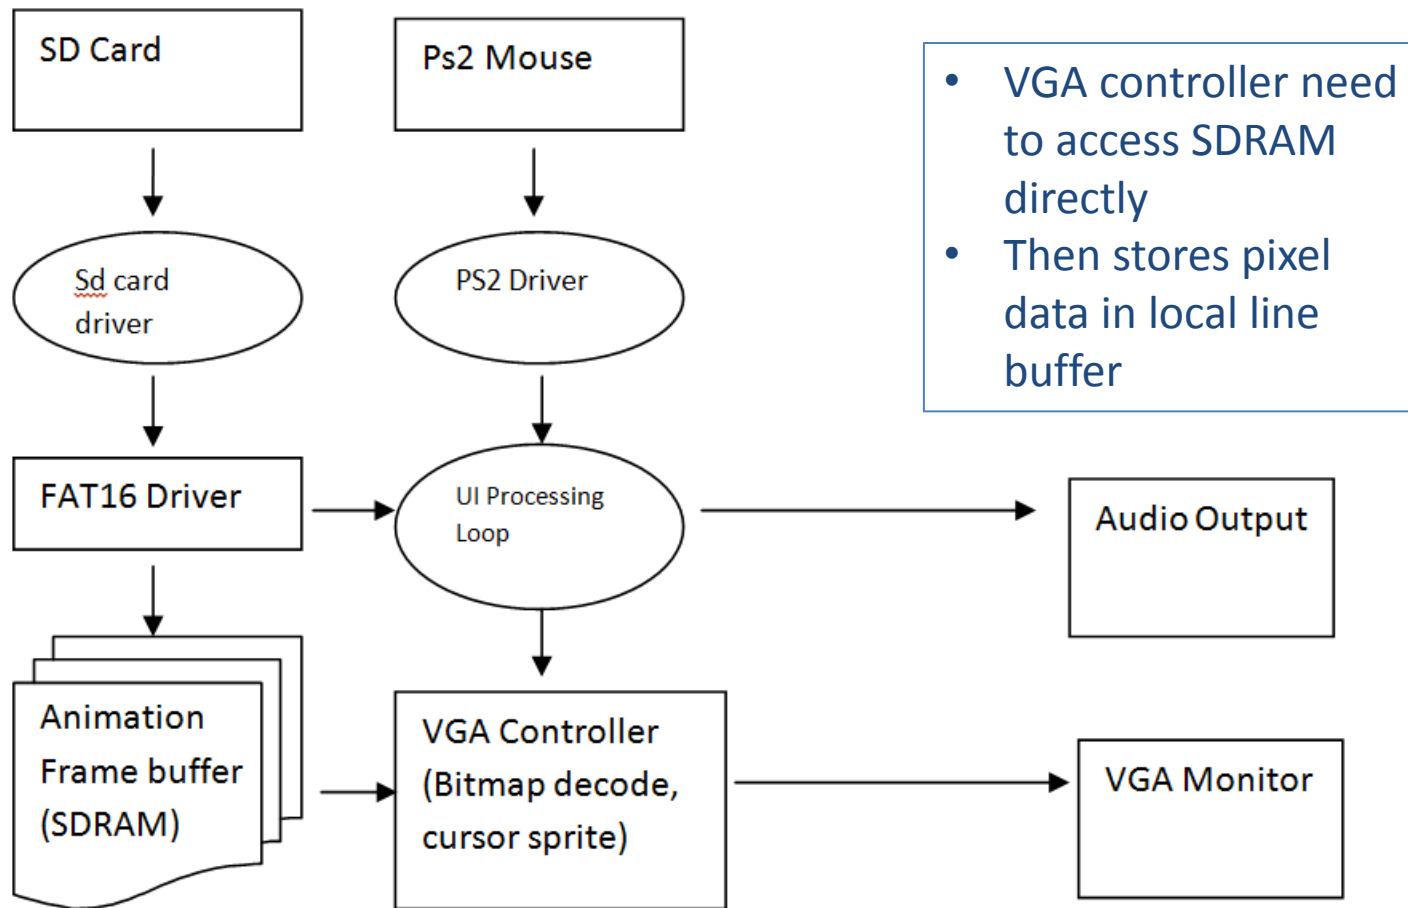 SD Card
Ps2 Mouse
• VGA controller need
to access SDRAM
directly
• Then stores pixel
data in local line
buffer
Sd card
driver
PS2 Driver
FAT16 Driver
UI Processing
Loop
Audio Output
Animation
Frame buffer
(SDRAM)
VGA Controller
(Bitmap decode,
cursor sprite)
VGA Monitor